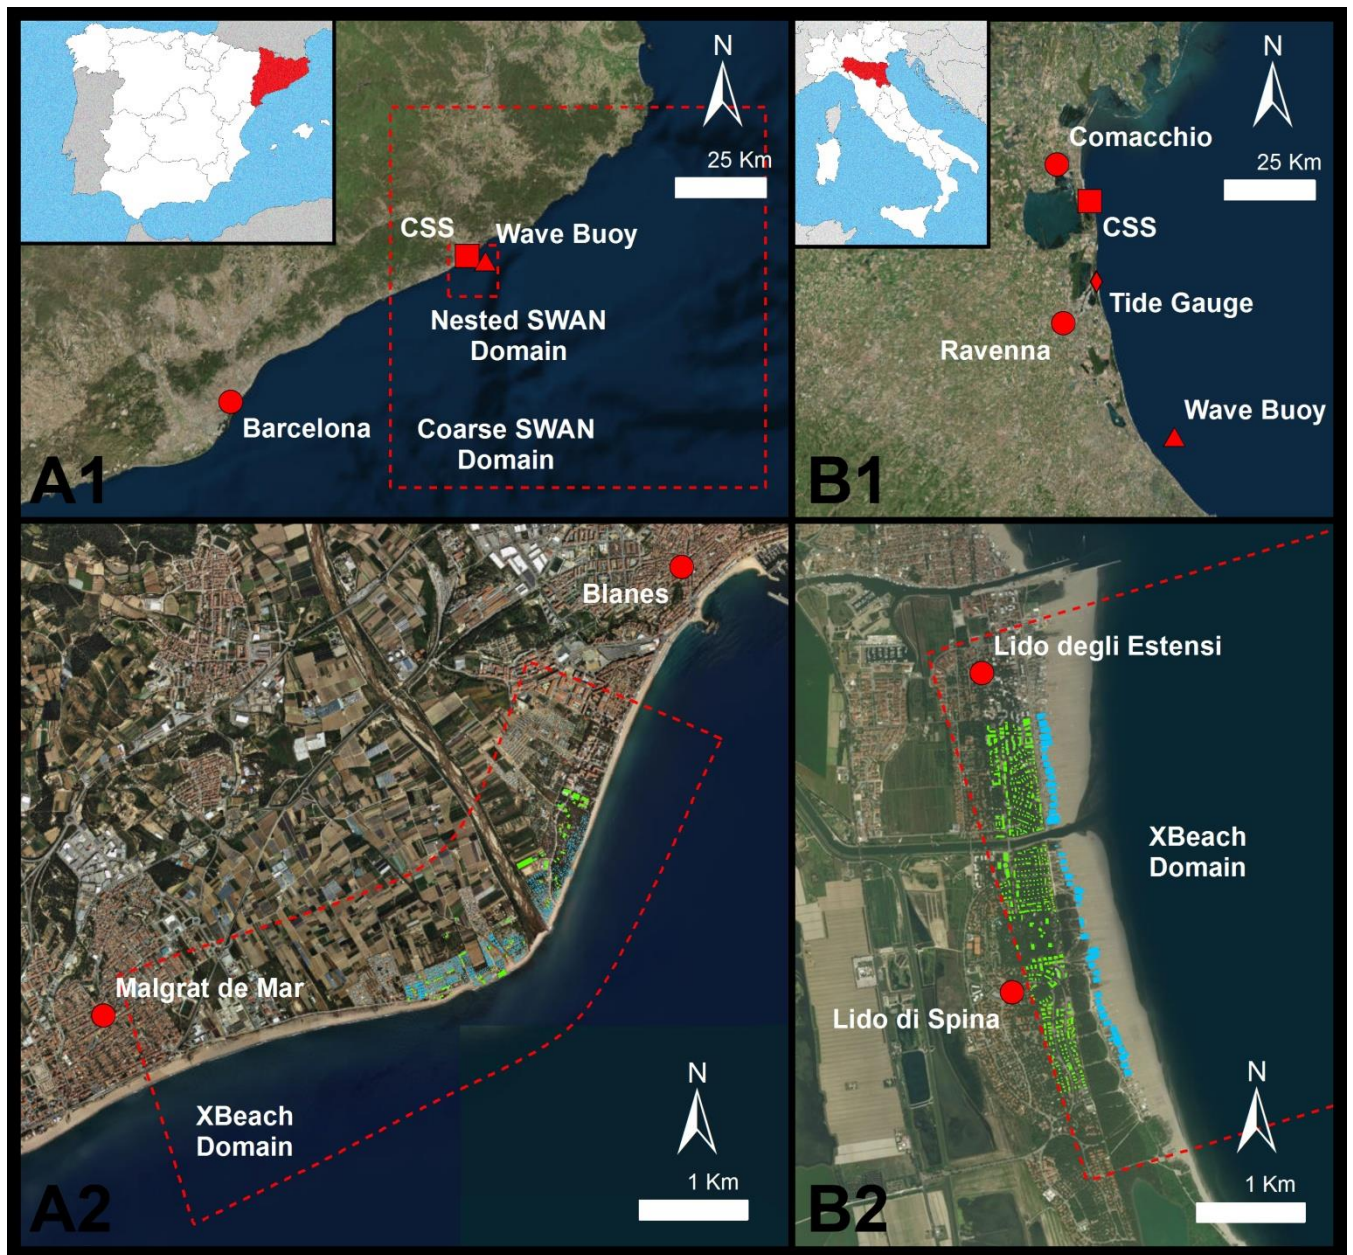 N
25 Km
CSS
Wave Buoy
Nested SWAN
Domain
Barcelona
Coarse SWAN
Domain
A1
N
25 Km
Comacchio
CSS
Tide Gauge
Ravenna
Wave Buoy
B1
Blanes
Malgrat de Mar
XBeach
Domain
N
1 Km
A2
Lido degli Estensi
XBeach
Domain
Lido di Spina
N
1 Km
B2